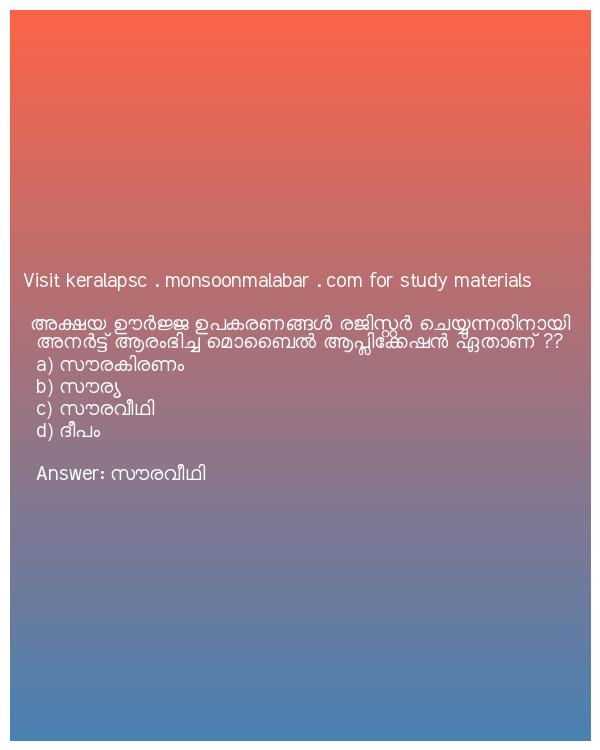 Visit keralapsc . monsoonmalabar . com for study materials
അക്ഷയ ഊർജ്ജ ഉപകരണങ്ങൾ രജിസ്റ്റർ ചെയ്യുന്നതിനായി
അനർട്ട് ആരംഭിച്ച മൊബൈൽ ആപ്ലിക്കേഷൻ ഏതാണ് ??
a) സൗരകിരണം
b) സൗര്യ
c) സൗരവീഥി
d) ദീപം
Answer: സൗരവീഥി